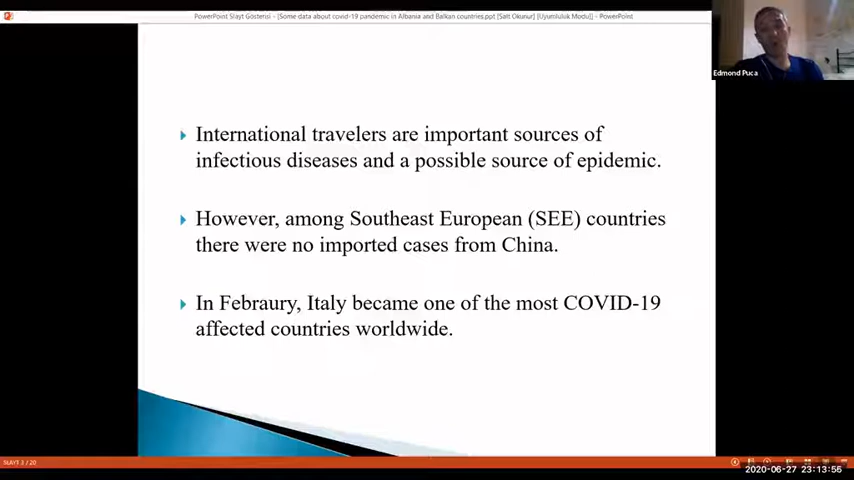 PowerPoint Slayt Gösterisi - [Some data about covid-19 pandemic in Albania and Balkan countries.ppt [Salt Okunur] [Uyumluluk Modu]] - PowerPoint
Edmond Puca
International travelers are important sources of
infectious diseases and a possible source of epidemic.
However, among Southeast European (SEE) countries
there were no imported cases from China.
In Febraury, Italy became one of the most COVID-19
affected countries worldwide.
SLAYT 3 / 20
2020-06-27 23:13:56